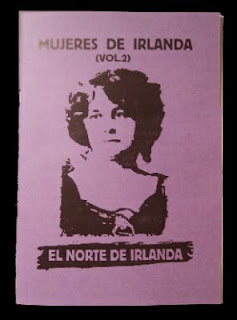 MUJERES DE IRLANDA
(VOL.2)
EL NORTE DE IRLANDA